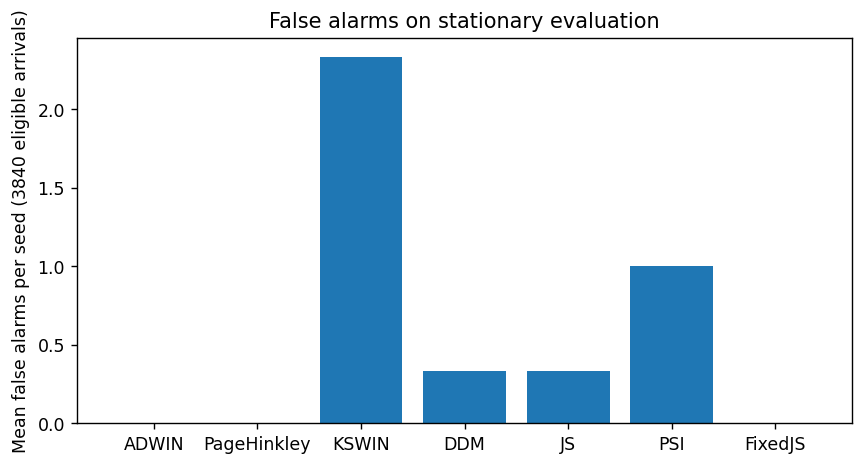 False alarms on stationary evaluation
Mean false alarms per seed (3840 eligible arrivals)
2.0
1.5
1.0
0.5
0.0
ADWIN PageHinkley KSWIN DDM JS PSI FixedJS